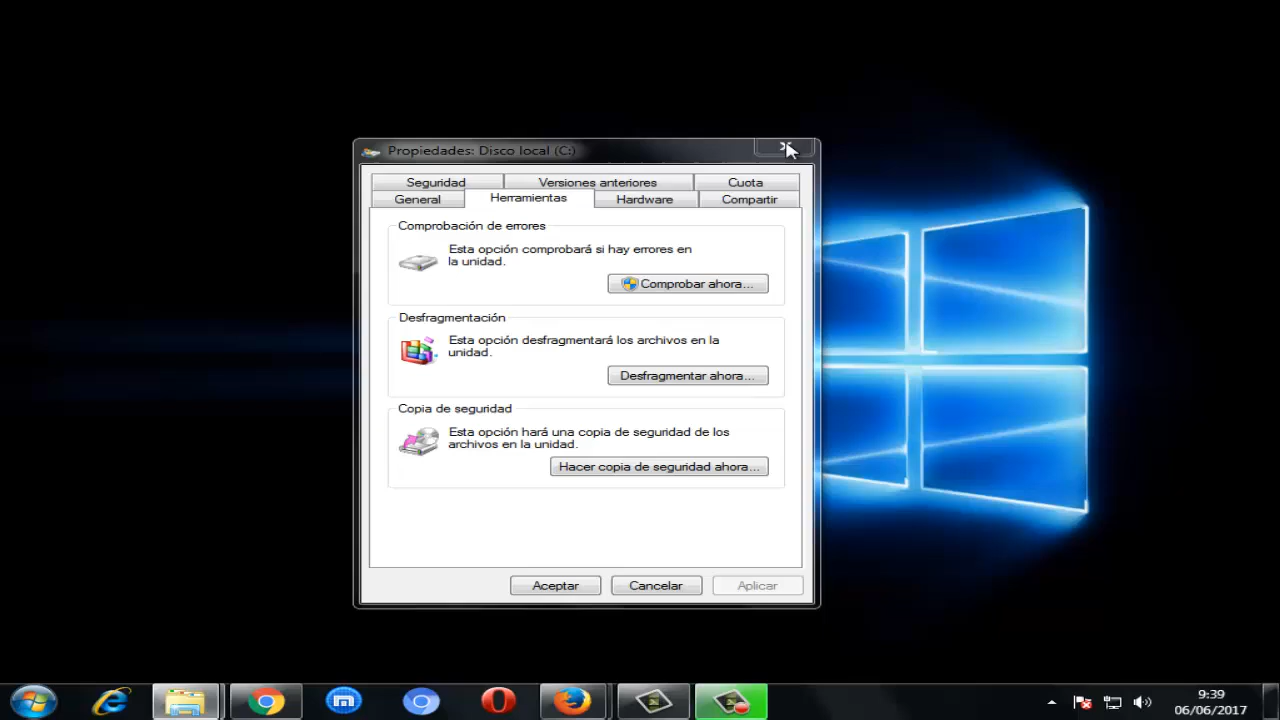 Propiedades: Disco local (C:)
Seguridad
Versiones anteriores
Cuota
General
Herramientas
Hardware
Compartir
Comprobación de errores
Esta opción comprobará si hay errores en
la unidad.
Comprobar ahora...
Desfragmentación
Esta opción desfragmentará los archivos en la
unidad.
Desfragmentar ahora...
Copia de seguridad
Esta opción hará una copia de seguridad de los
archivos en la unidad.
Hacer copia de seguridad ahora...
Aceptar
Cancelar
Aplicar
9:39
06/06/2017